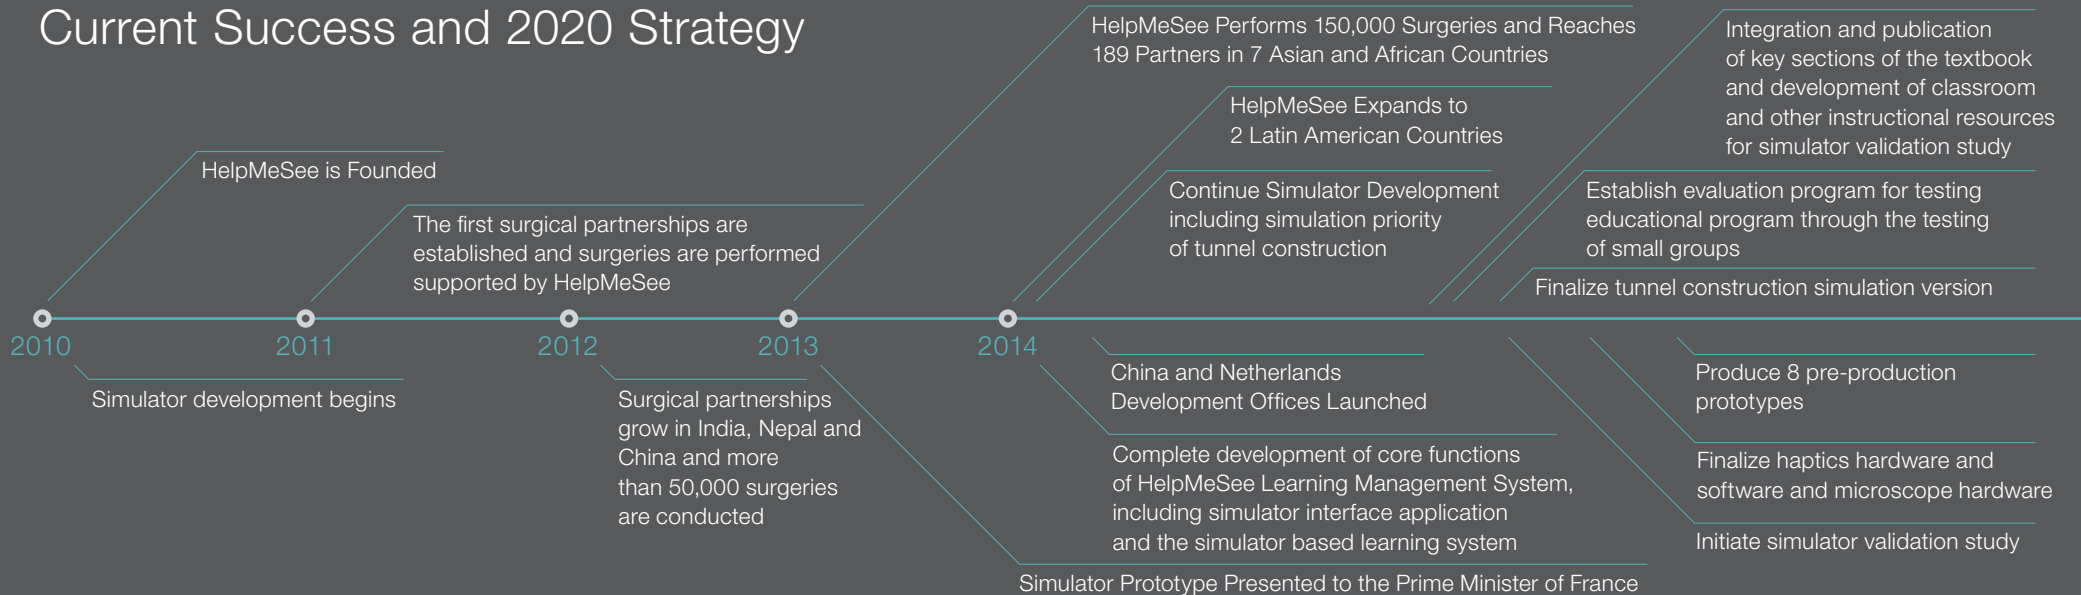 Current Success and 2020 Strategy
HelpMeSee is Founded
The first surgical partnerships are
established and surgeries are performed
supported by HelpMeSee
HelpMeSee Performs 150,000 Surgeries and Reaches
189 Partners in 7 Asian and African Countries
HelpMeSee Expands to
2 Latin American Countries
Continue Simulator Development
including simulation priority
of tunnel construction
Integration and publication
of key sections of the textbook
and development of classroom
and other instructional resources
for simulator validation study
Establish evaluation program for testing
educational program through the testing
of small groups
Finalize tunnel construction simulation version
2010
2011
2012
2013
2014
Simulator development begins
Surgical partnerships
grow in India, Nepal and
China and more
than 50,000 surgeries
are conducted
China and Netherlands
Development Offices Launched
Complete development of core functions
of HelpMeSee Learning Management System,
including simulator interface application
and the simulator based learning system
Simulator Prototype Presented to the Prime Minister of France
Produce 8 pre-production
prototypes
Finalize haptics hardware and
software and microscope hardware
Initiate simulator validation study